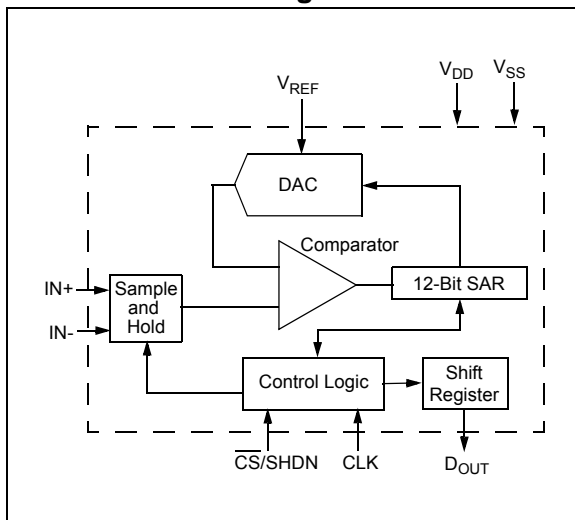 V_DD
V_SS
V_REF
DAC
Comparator
IN+
IN-
Sample
and
Hold
12-Bit SAR
Control Logic
Shift
Register
C̅S̅/SHDN
CLK
D_OUT